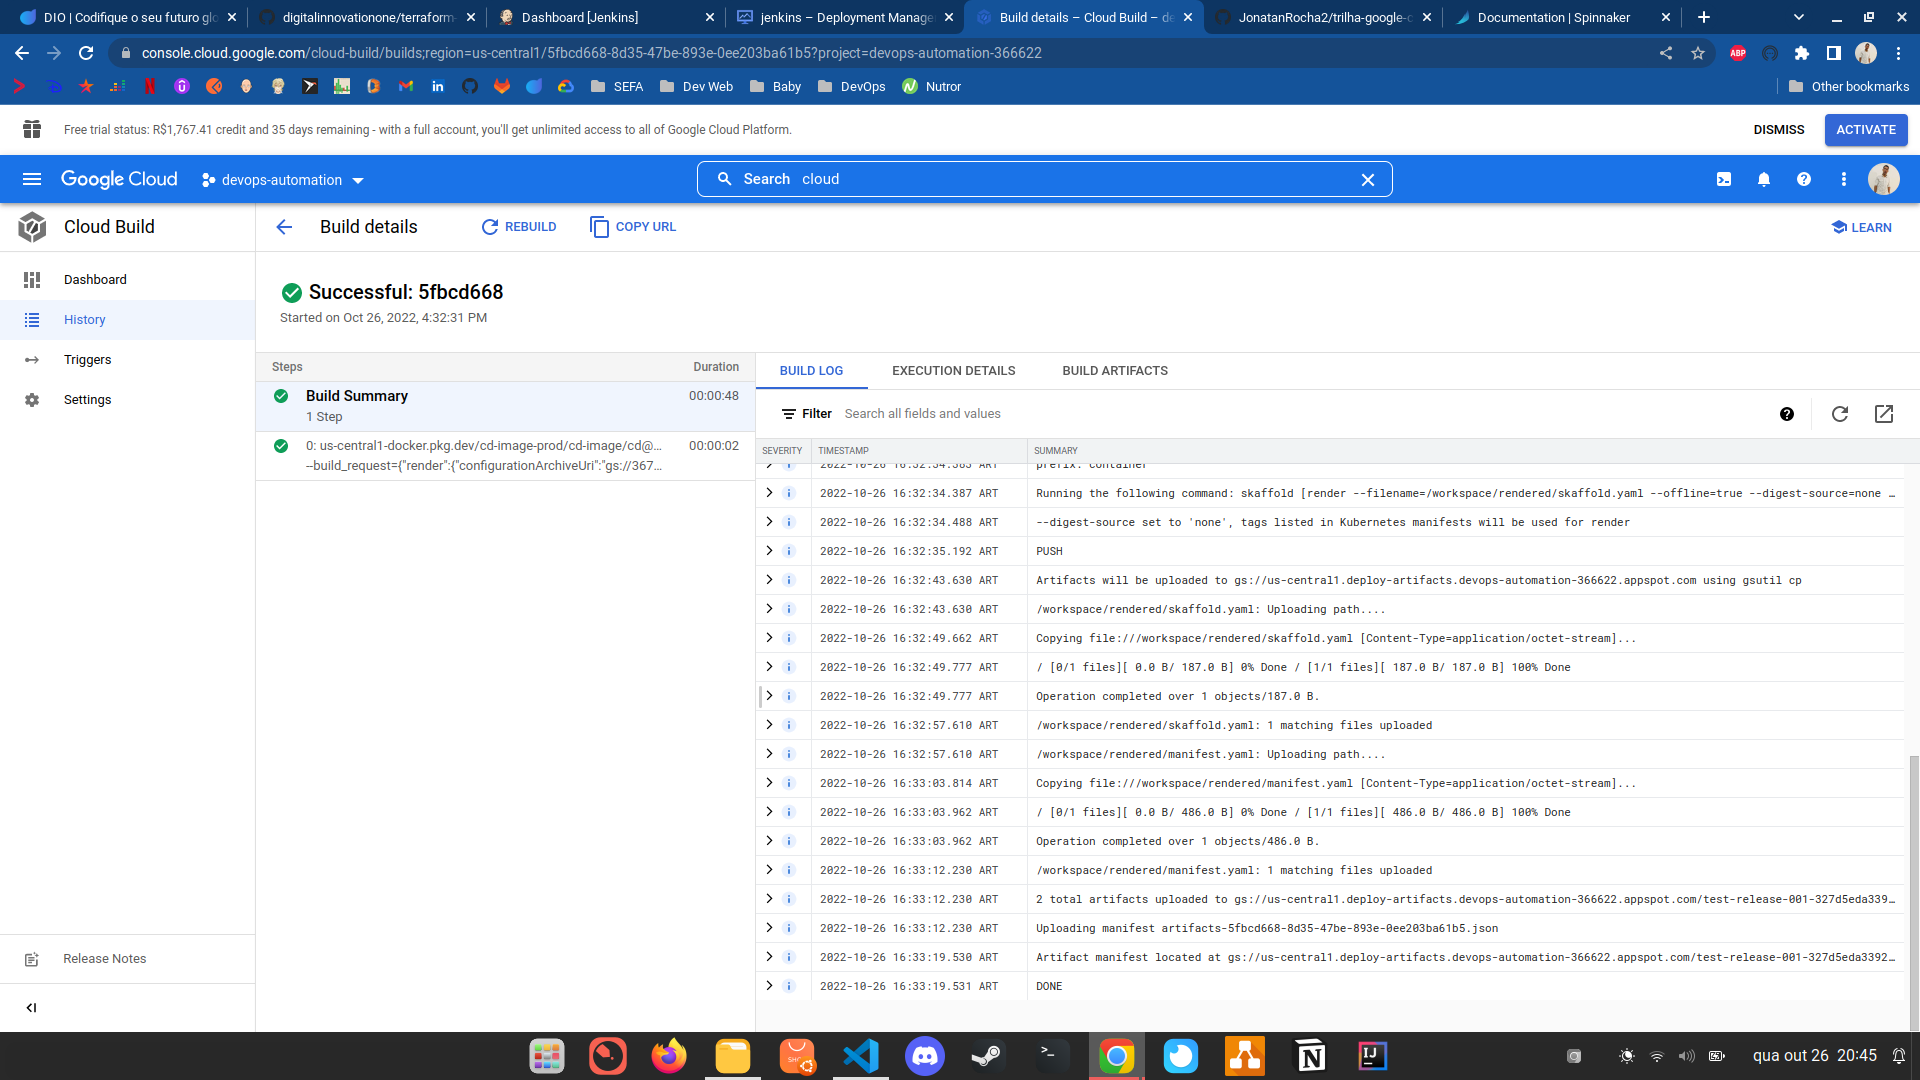 DIO | Codifique o seu futuro glo
digitalinnovationone/terraform-
Dashboard [Jenkins]
jenkins – Deployment Manage
Build details – Cloud Build – de
JonatanRocha2/trilha-google-c
Documentation | Spinnaker
console.cloud.google.com/cloud-build/builds;region=us-central1/5fbcd668-8d35-47be-893e-0ee203ba61b5?project=devops-automation-366622
ABP
SEFA
Dev Web
Baby
DevOps
Nutror
Other bookmarks
Free trial status: R$1,767.41 credit and 35 days remaining - with a full account, you'll get unlimited access to all of Google Cloud Platform.
DISMISS
ACTIVATE
Google Cloud
devops-automation
Search cloud
Cloud Build
Build details
REBUILD
COPY URL
LEARN
Dashboard
History
Triggers
Settings
Release Notes
Successful: 5fbcd668
Started on Oct 26, 2022, 4:32:31 PM
Steps Duration
Build Summary 00:00:48
1 Step
0: us-central1-docker.pkg.dev/cd-image-prod/cd-image/cd@... 00:00:02
--build_request={"render":{"configurationArchiveUri":"gs://367...
BUILD LOG
EXECUTION DETAILS
BUILD ARTIFACTS
Filter Search all fields and values
SEVERITY TIMESTAMP SUMMARY
2022-10-26 16:32:34.383 ART prefix: container
2022-10-26 16:32:34.387 ART Running the following command: skaffold [render --filename=/workspace/rendered/skaffold.yaml --offline=true --digest-source=none …
2022-10-26 16:32:34.488 ART --digest-source set to 'none', tags listed in Kubernetes manifests will be used for render
2022-10-26 16:32:35.192 ART PUSH
2022-10-26 16:32:43.630 ART Artifacts will be uploaded to gs://us-central1.deploy-artifacts.devops-automation-366622.appspot.com using gsutil cp
2022-10-26 16:32:43.630 ART /workspace/rendered/skaffold.yaml: Uploading path....
2022-10-26 16:32:49.662 ART Copying file:///workspace/rendered/skaffold.yaml [Content-Type=application/octet-stream]...
2022-10-26 16:32:49.777 ART / [0/1 files][ 0.0 B/ 187.0 B] 0% Done / [1/1 files][ 187.0 B/ 187.0 B] 100% Done
2022-10-26 16:32:49.777 ART Operation completed over 1 objects/187.0 B.
2022-10-26 16:32:57.610 ART /workspace/rendered/skaffold.yaml: 1 matching files uploaded
2022-10-26 16:32:57.610 ART /workspace/rendered/manifest.yaml: Uploading path....
2022-10-26 16:33:03.814 ART Copying file:///workspace/rendered/manifest.yaml [Content-Type=application/octet-stream]...
2022-10-26 16:33:03.962 ART / [0/1 files][ 0.0 B/ 486.0 B] 0% Done / [1/1 files][ 486.0 B/ 486.0 B] 100% Done
2022-10-26 16:33:03.962 ART Operation completed over 1 objects/486.0 B.
2022-10-26 16:33:12.230 ART /workspace/rendered/manifest.yaml: 1 matching files uploaded
2022-10-26 16:33:12.230 ART 2 total artifacts uploaded to gs://us-central1.deploy-artifacts.devops-automation-366622.appspot.com/test-release-001-327d5eda339…
2022-10-26 16:33:12.230 ART Uploading manifest artifacts-5fbcd668-8d35-47be-893e-0ee203ba61b5.json
2022-10-26 16:33:19.530 ART Artifact manifest located at gs://us-central1.deploy-artifacts.devops-automation-366622.appspot.com/test-release-001-327d5eda3392…
2022-10-26 16:33:19.531 ART DONE
qua out 26 20:45